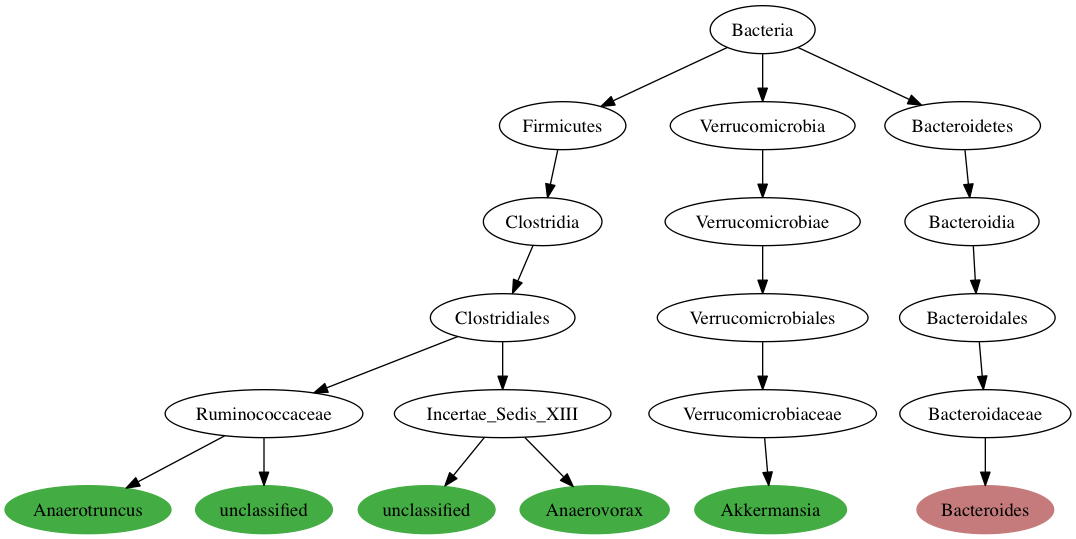 Bacteria
Firmicutes
Verrucomicrobia
Bacteroidetes
Clostridia
Verrucomicrobiae
Bacteroidia
Clostridiales
Verrucomicrobiales
Bacteroidales
Ruminococcaceae
Incertae_Sedis_XIII
Verrucomicrobiaceae
Bacteroidaceae
Anaerotruncus
unclassified
unclassified
Anaerovorax
Akkermansia
Bacteroides